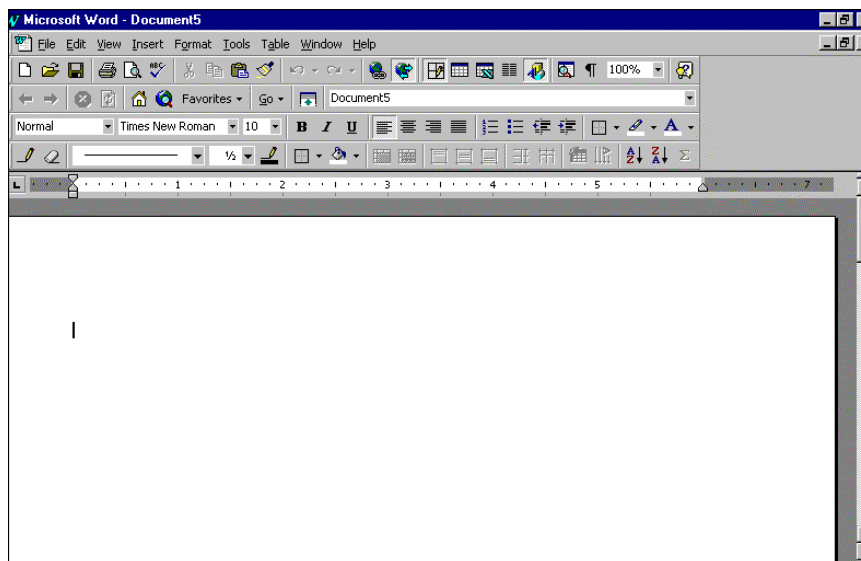 Microsoft Word - Document5
File Edit View Insert Format Tools Table Window Help
ABC ¶ 100%
Favorites Go Document5
Normal Times New Roman 10 B I U A
½ A Z Z A Σ
1 2 3 4 5 7